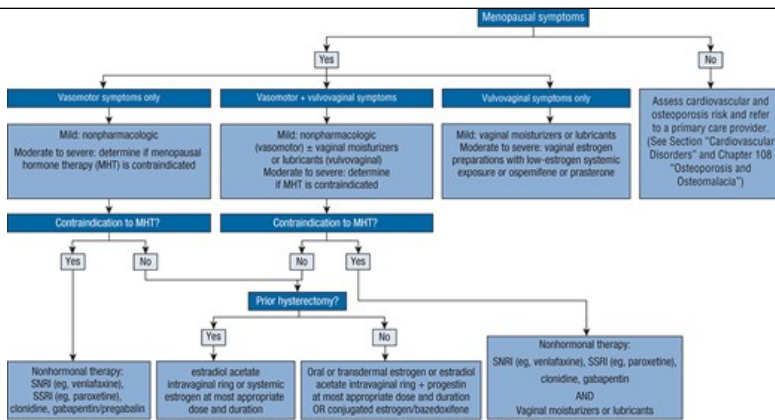 Menopausal symptoms
Yes
No
Vasomotor symptoms only
Vasomotor + vulvovaginal symptoms
Vulvovaginal symptoms only
Assess cardiovascular and
osteoporosis risk and refer
to a primary care provider.
(See Section "Cardiovascular
Disorders" and Chapter 108
"Osteoporosis and
Osteomalacia")
Mild: nonpharmacologic
Moderate to severe: determine if menopausal
hormone therapy (MHT) is contraindicated
Mild: nonpharmacologic
(vasomotor) ± vaginal moisturizers
or lubricants (vulvovaginal)
Moderate to severe: determine
if MHT is contraindicated
Mild: vaginal moisturizers or lubricants
Moderate to severe: vaginal estrogen
preparations with low-estrogen systemic
exposure or ospemifene or prasterone
Contraindication to MHT?
Contraindication to MHT?
Yes
No
No
Yes
Prior hysterectomy?
Yes
No
Nonhormonal therapy:
SNRI (eg, venlafaxine),
SSRI (eg, paroxetine),
clonidine, gabapentin/pregabalin
estradiol acetate
intravaginal ring or systemic
estrogen at most appropriate
dose and duration
Oral or transdermal estrogen or estradiol
acetate intravaginal ring + progestin
at most appropriate dose and duration
OR conjugated estrogen/bazedoxifene
Nonhormonal therapy:
SNRI (eg, venlafaxine), SSRI (eg, paroxetine),
clonidine, gabapentin
AND
Vaginal moisturizers or lubricants